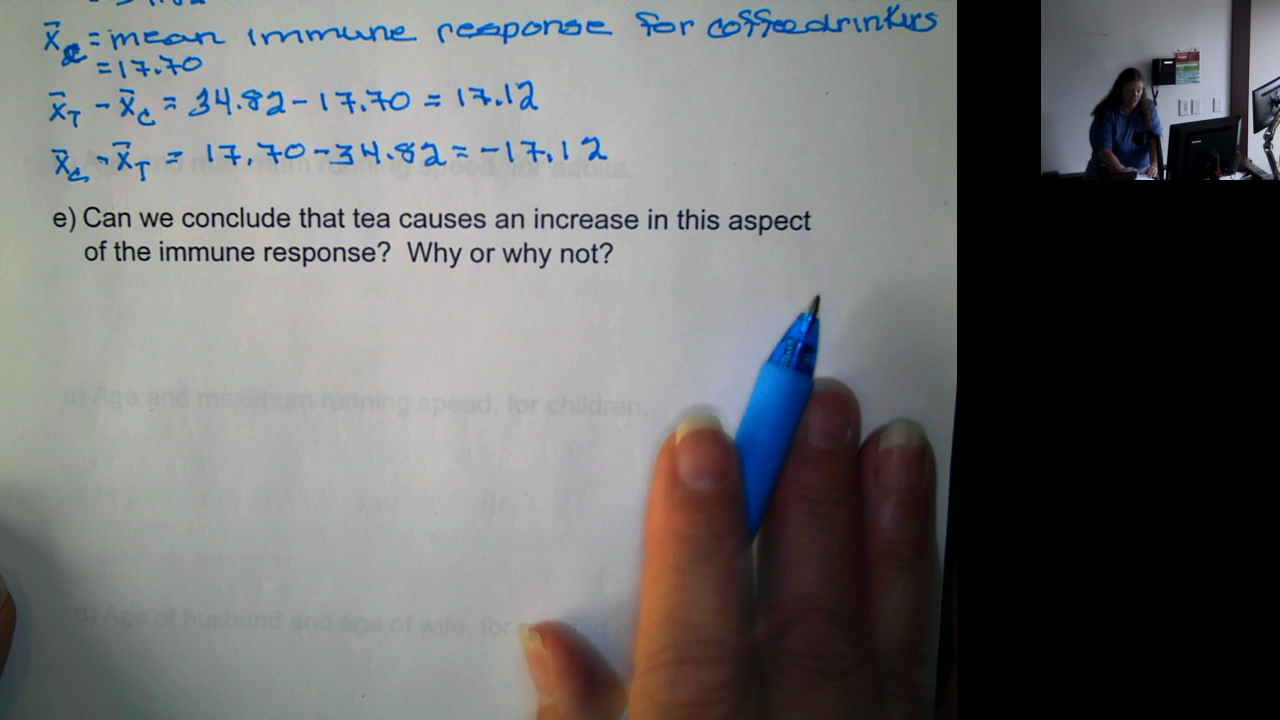 x̄c = mean immune response for coffee drinkers
= 17.70
x̄T - x̄C = 34.82 - 17.70 = 17.12
x̄C - x̄T = 17.70 - 34.82 = -17.12
e) Can we conclude that tea causes an increase in this aspect
of the immune response? Why or why not?
c) Age and maximum running speed, for children.
d) Age of husband and age of wife, for